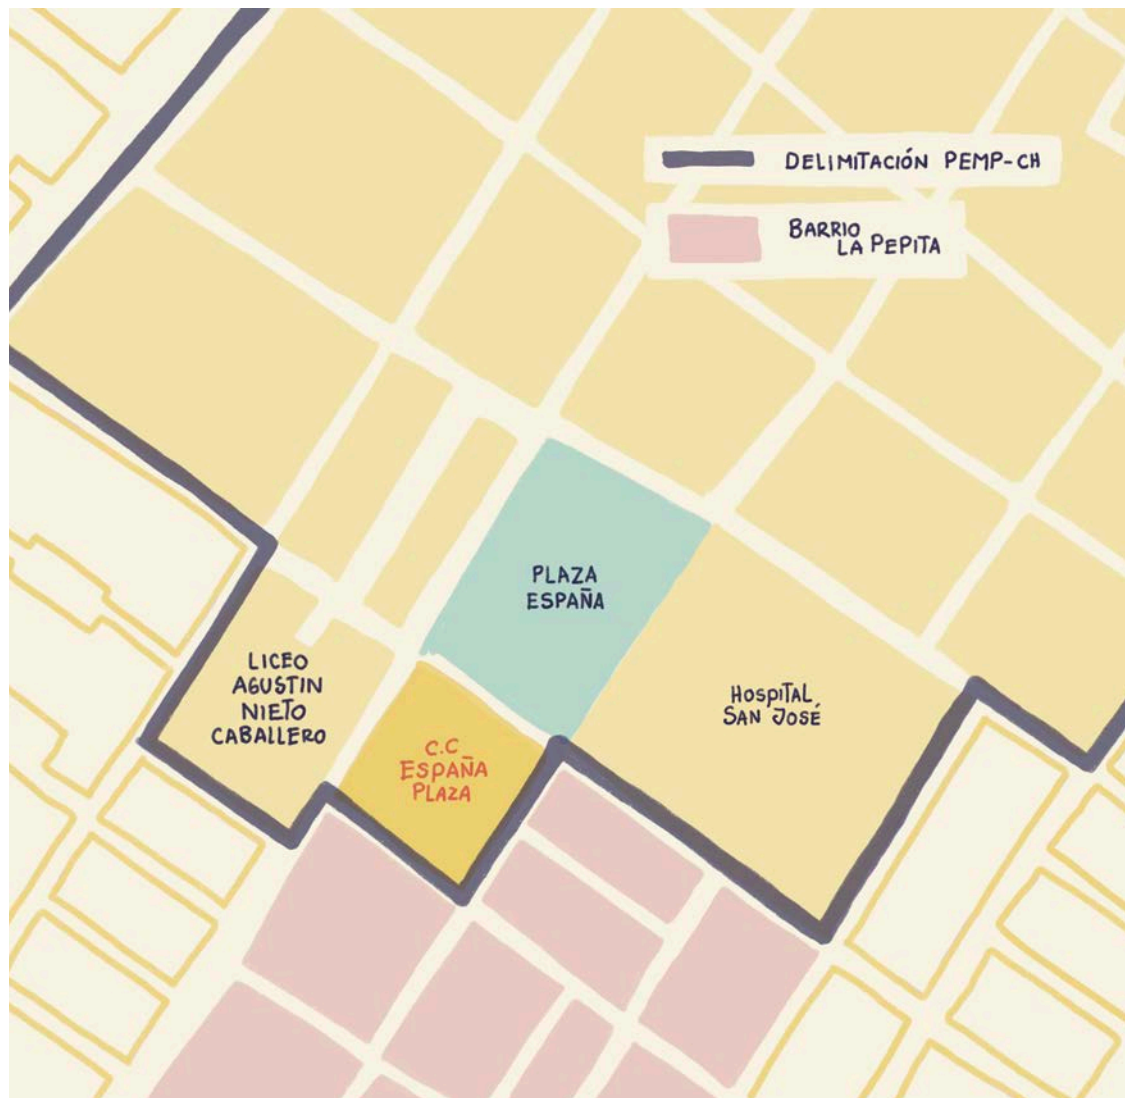 DELIMITACIÓN PEMP-CH
BARRIO
LA PEPITA
PLAZA
ESPAÑA
LICEO
AGUSTIN
NIETO
CABALLERO
HOSPITAL
SAN JOSÉ
C.C
ESPAÑA
PLAZA